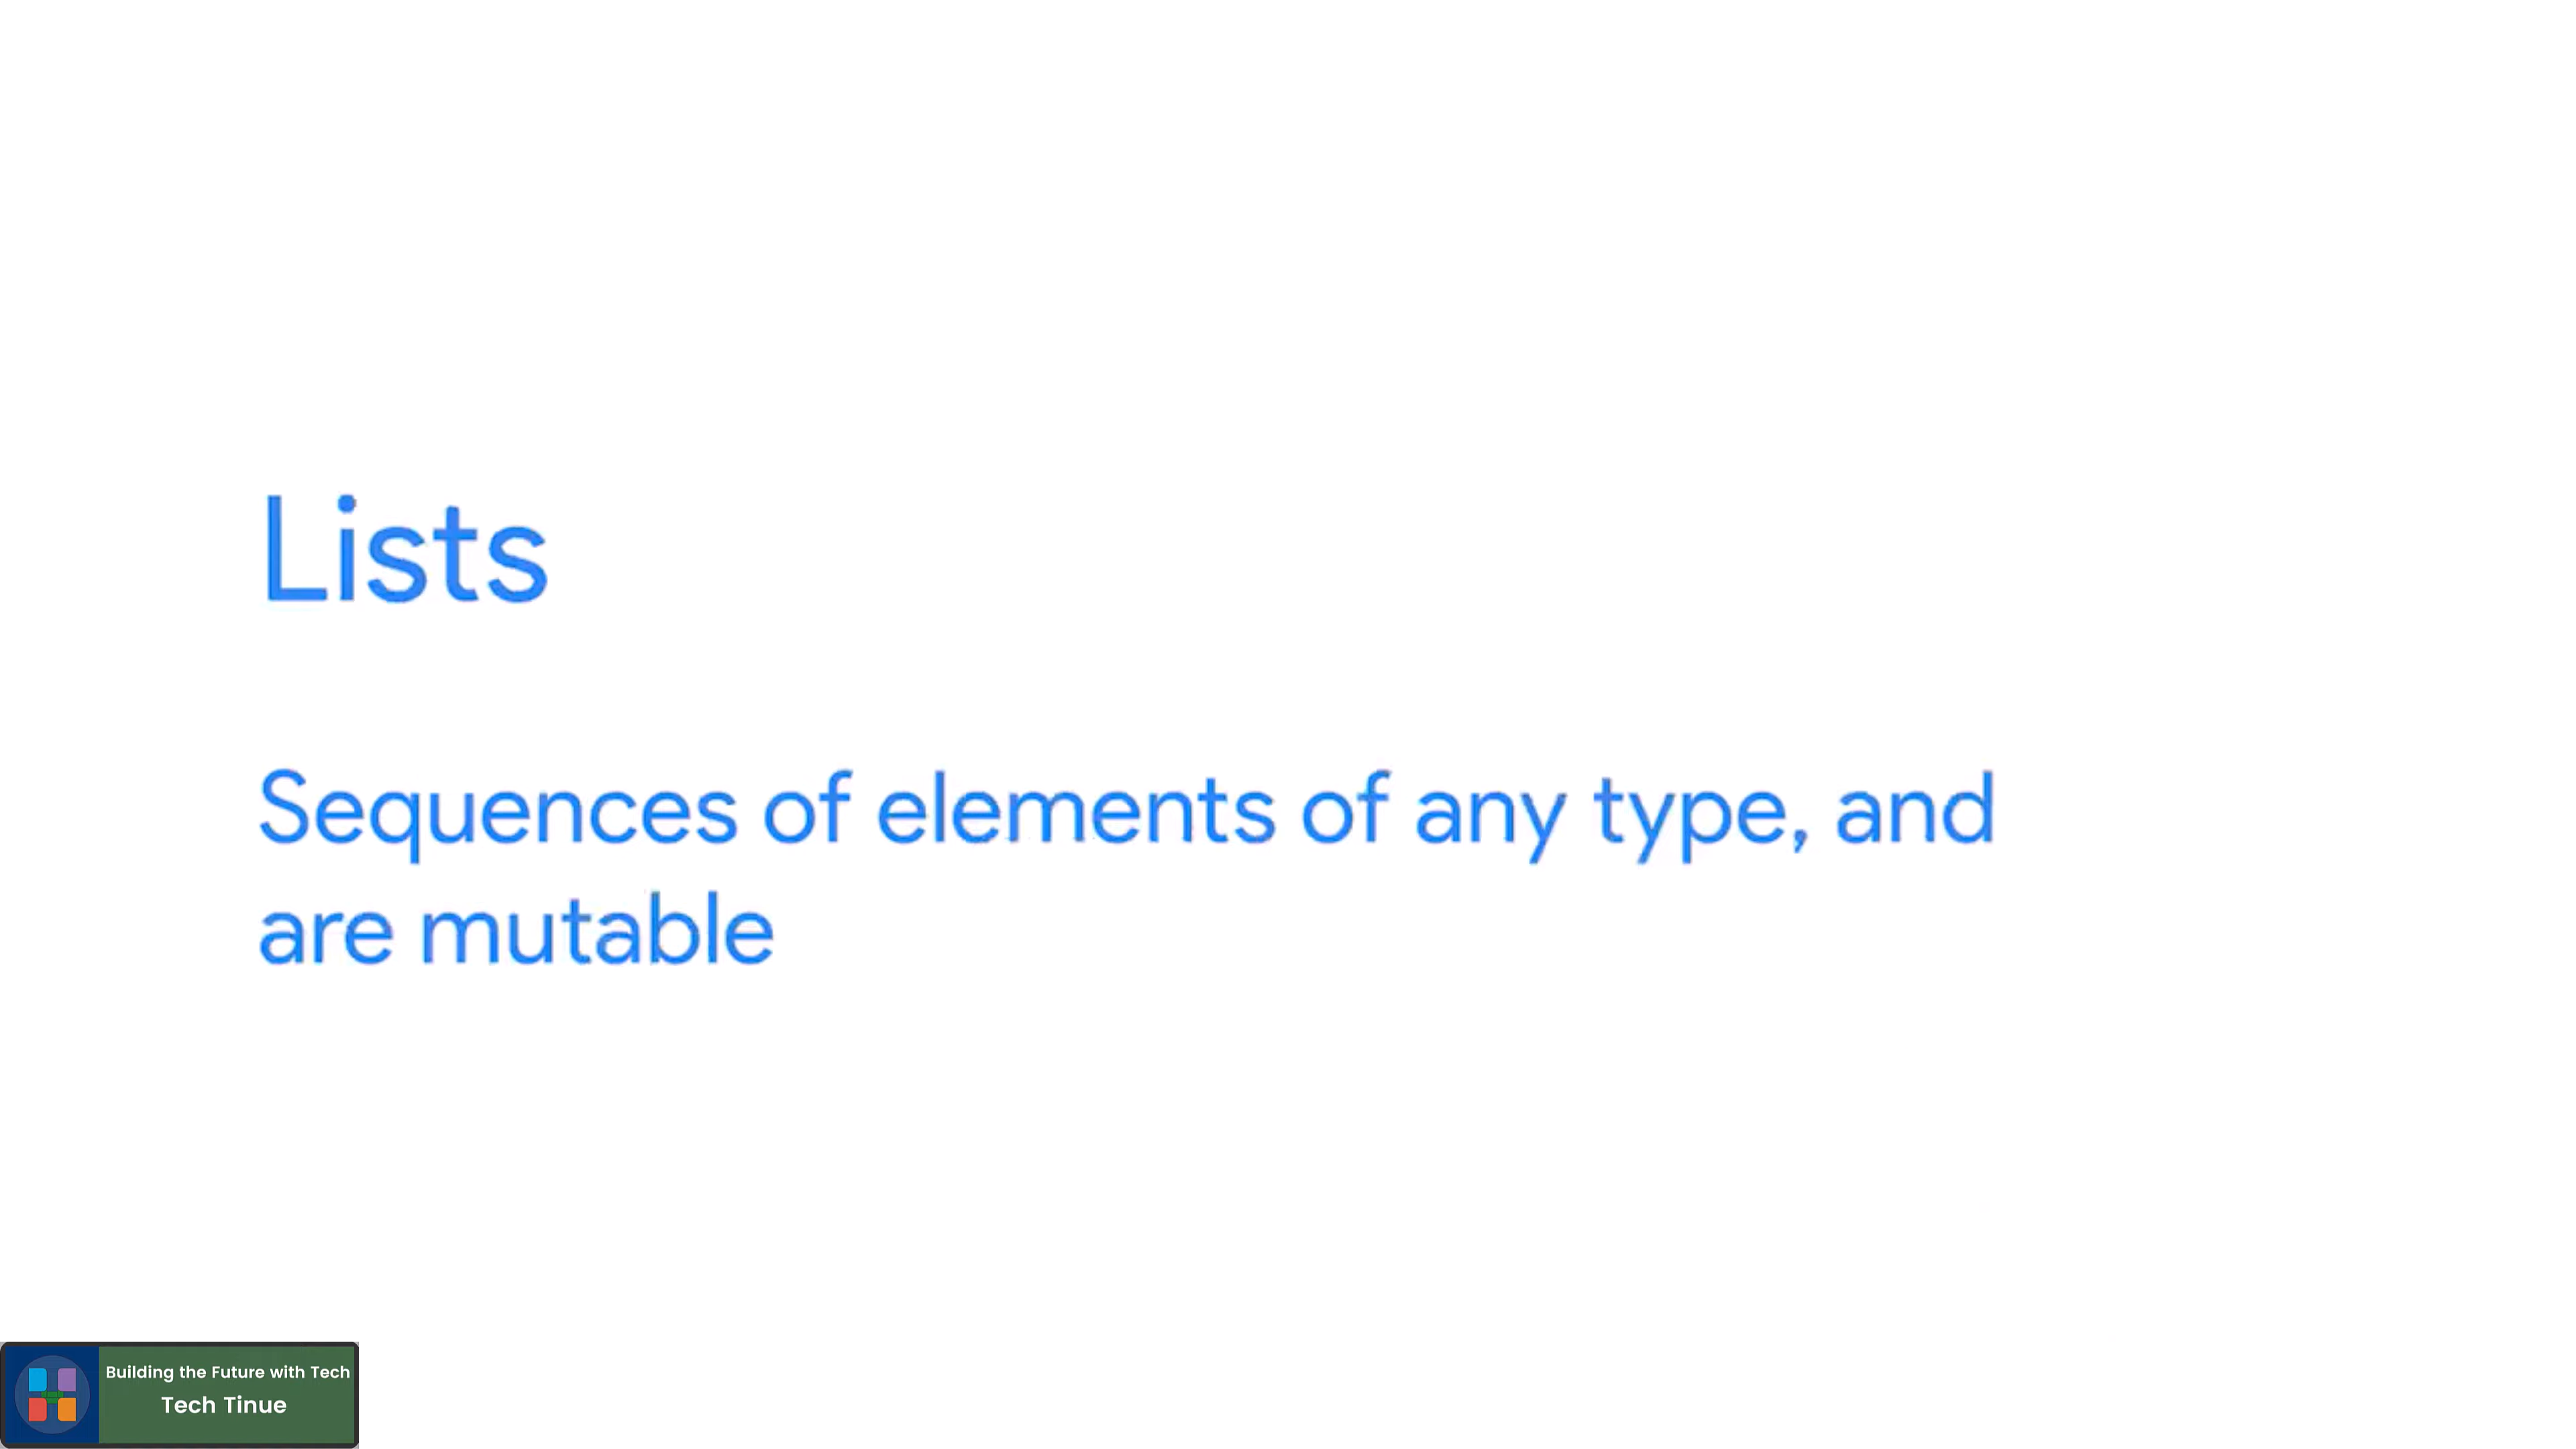 Lists
Sequences of elements of any type, and
are mutable
Building the Future with Tech
Tech Tinue